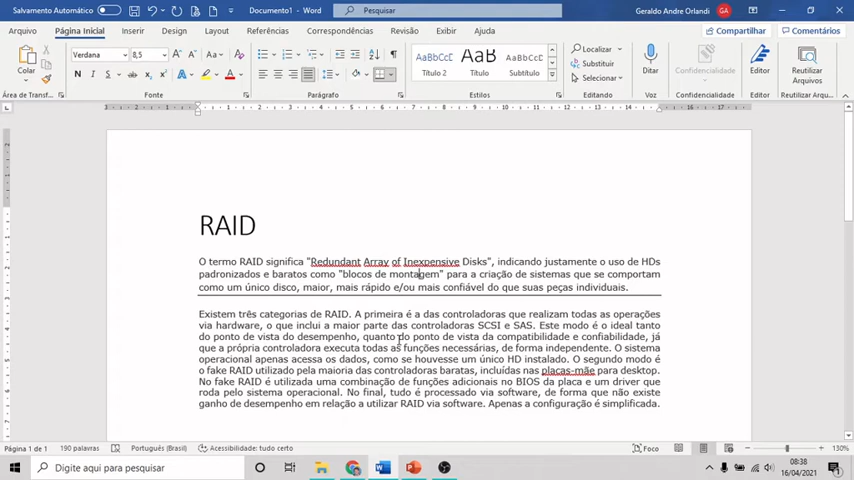 Salvamento Automático
Documento1 - Word
Pesquisar
Geraldo Andre Orlandi
GA
Arquivo
Página Inicial
Inserir
Design
Layout
Referências
Correspondências
Revisão
Exibir
Ajuda
Compartilhar
Comentários
Colar
Verdana
8,5
N I S
AaBbCcDd
AaB
AaBbCcD
Título 2
Título
Subtítulo
Localizar
Substituir
Selecionar
Ditar
Confidencialidade
Editor
Reutilizar
Arquivos
Área de Transf...
Fonte
Parágrafo
Estilos
Editando
Voz
Confidencialidade
Editor
Reutilizar Arqu...
RAID
O termo RAID significa "Redundant Array of Inexpensive Disks", indicando justamente o uso de HDs
padronizados e baratos como "blocos de montagem" para a criação de sistemas que se comportam
como um único disco, maior, mais rápido e/ou mais confiável do que suas peças individuais.
Existem três categorias de RAID. A primeira é a das controladoras que realizam todas as operações
via hardware, o que inclui a maior parte das controladoras SCSI e SAS. Este modo é o ideal tanto
do ponto de vista do desempenho, quanto do ponto de vista da compatibilidade e confiabilidade, já
que a própria controladora executa todas as funções necessárias, de forma independente. O sistema
operacional apenas acessa os dados, como se houvesse um único HD instalado. O segundo modo é
o fake RAID utilizado pela maioria das controladoras baratas, incluídas nas placas-mãe para desktop.
No fake RAID é utilizada uma combinação de funções adicionais no BIOS da placa e um driver que
roda pelo sistema operacional. No final, tudo é processado via software, de forma que não existe
ganho de desempenho em relação a utilizar RAID via software. Apenas a configuração é simplificada.
Página 1 de 1
190 palavras
Português (Brasil)
Acessibilidade: tudo certo
Foco
130%
Digite aqui para pesquisar
08:38
16/04/2021